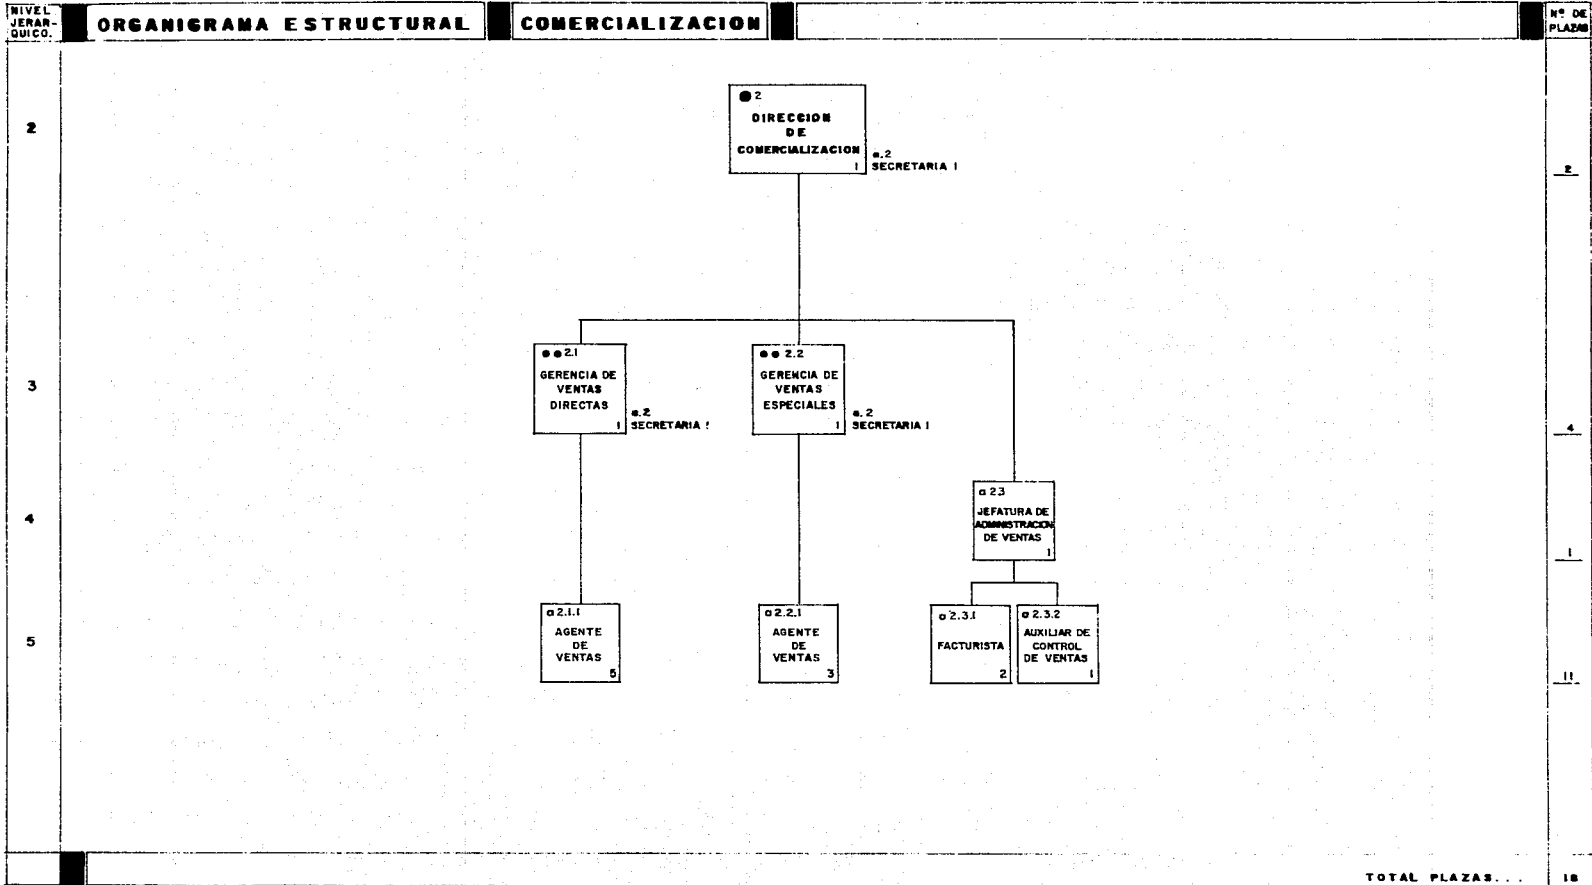 NIVEL
JERAR-
QUICO.
ORGANIGRAMA ESTRUCTURAL
COMERCIALIZACION
Nº DE
PLAZAS
2
2
DIRECCION
DE
COMERCIALIZACION
1
a.2
SECRETARIA 1
2
3
2.1
GERENCIA DE
VENTAS
DIRECTAS
1
a.2
SECRETARIA 1
2.2
GERENCIA DE
VENTAS
ESPECIALES
1
a.2
SECRETARIA 1
4
4
a 2.3
JEFATURA DE
ADMINISTRACION
DE VENTAS
1
1
5
a 2.1.1
AGENTE
DE
VENTAS
5
a 2.2.1
AGENTE
DE
VENTAS
3
a 2.3.1
FACTURISTA
2
a 2.3.2
AUXILIAR DE
CONTROL
DE VENTAS
1
11
TOTAL PLAZAS...
18